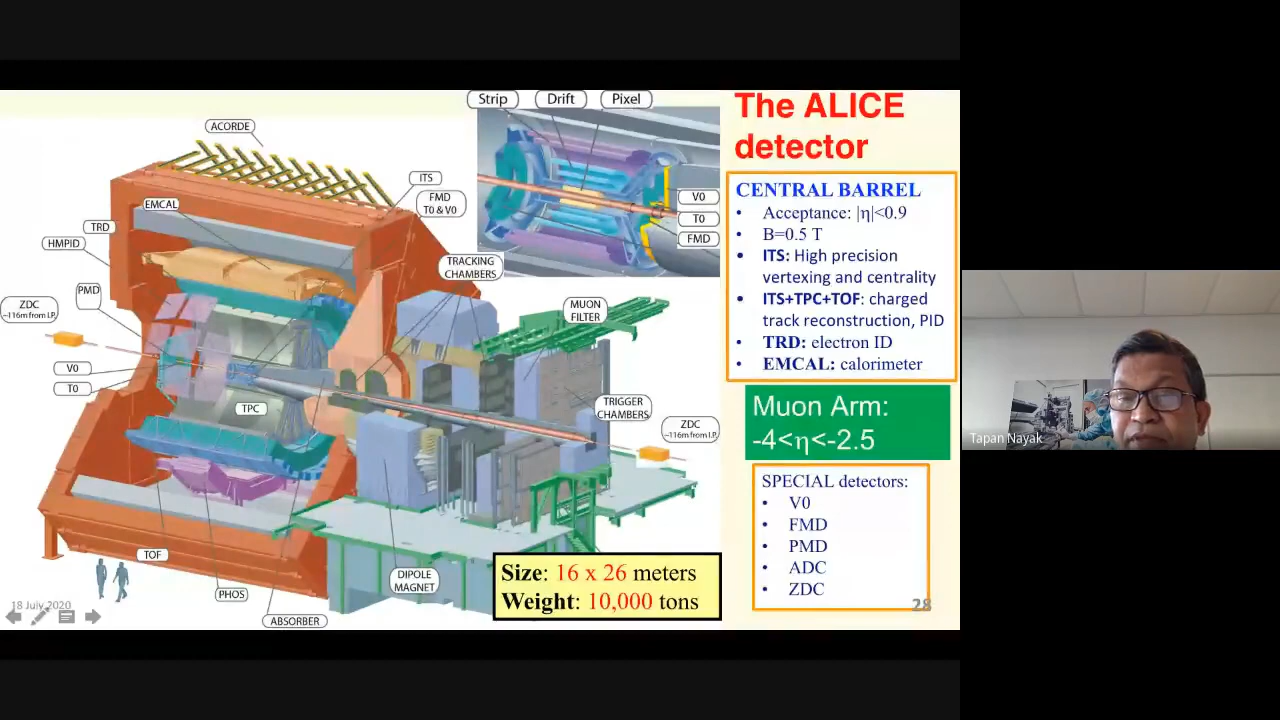 The ALICE
detector
CENTRAL BARREL
• Acceptance: |η|<0.9
• B=0.5 T
• ITS: High precision
vertexing and centrality
• ITS+TPC+TOF: charged
track reconstruction, PID
• TRD: electron ID
• EMCAL: calorimeter
Muon Arm:
-4<η<-2.5
SPECIAL detectors:
• V0
• FMD
• PMD
• ADC
• ZDC
28
Strip
Drift
Pixel
V0
T0
FMD
ACORDE
ITS
FMD
T0 & V0
EMCAL
TRD
HMPID
TRACKING
CHAMBERS
PMD
ZDC
~116m from I.P.
MUON
FILTER
V0
T0
TPC
TRIGGER
CHAMBERS
ZDC
~116m from I.P.
TOF
PHOS
ABSORBER
DIPOLE
MAGNET
Size: 16 x 26 meters
Weight: 10,000 tons
18 July 2020
Tapan Nayak